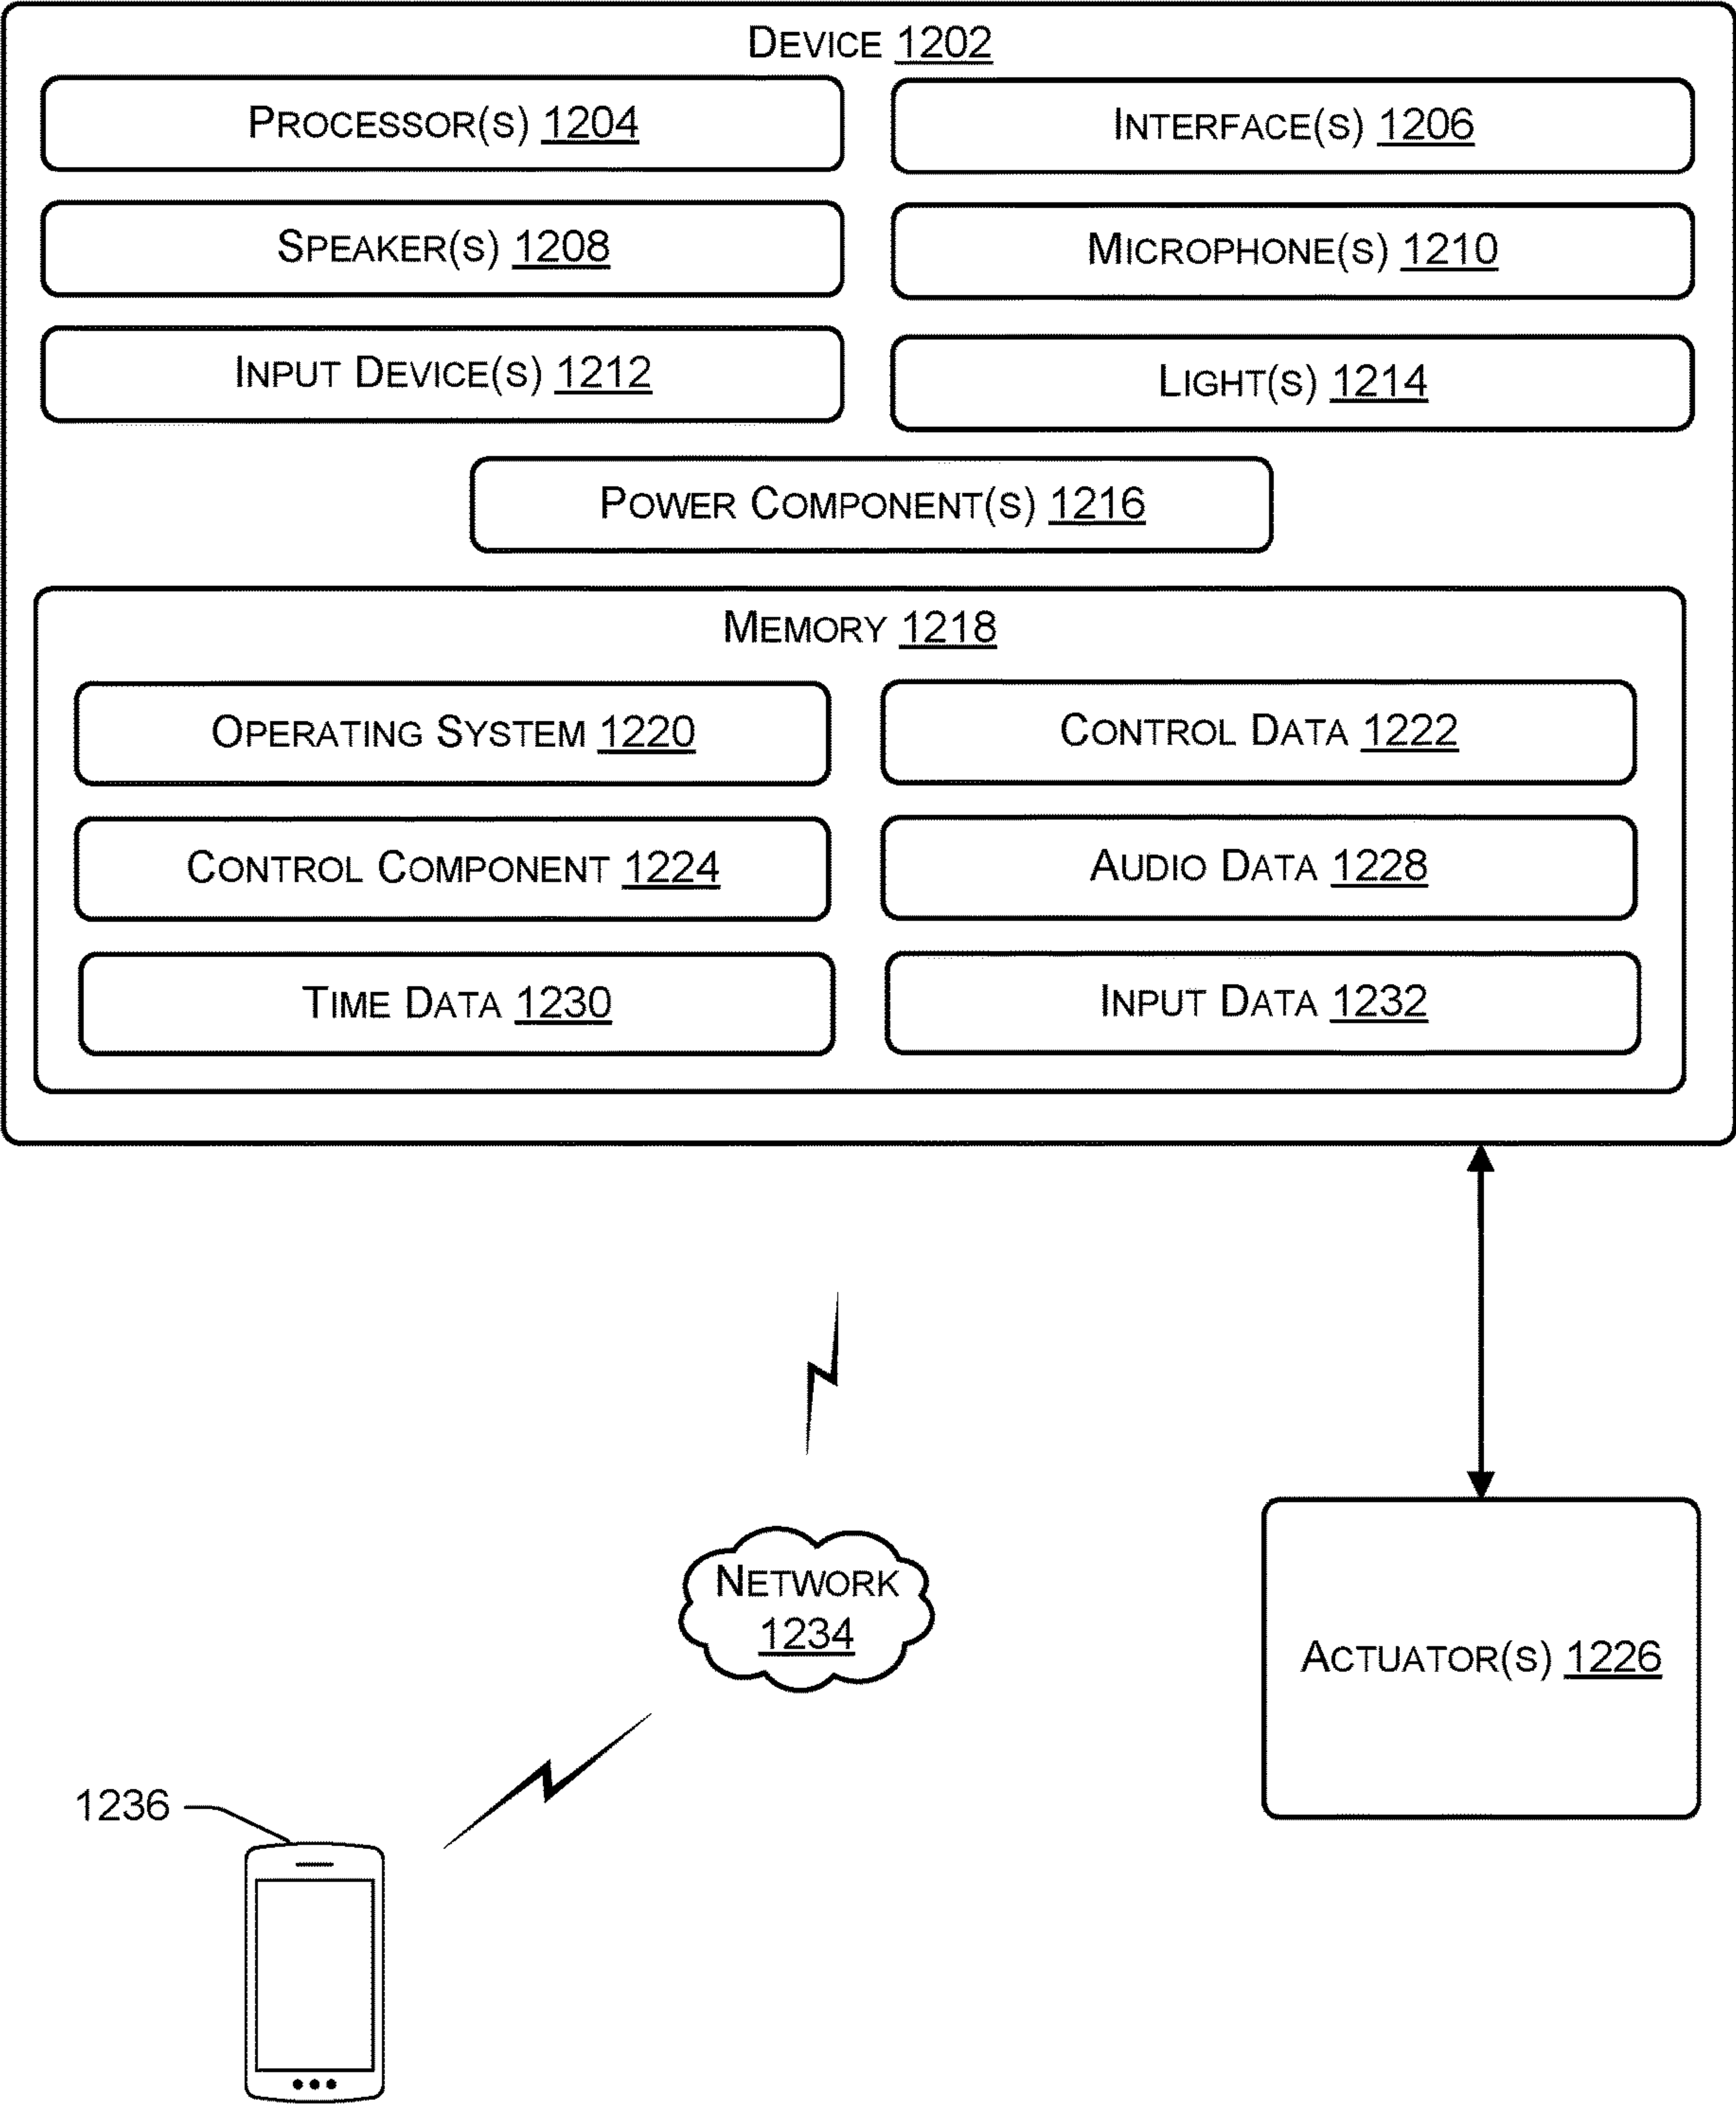 DEVICE 1202
PROCESSOR(S) 1204
INTERFACE(S) 1206
SPEAKER(S) 1208
MICROPHONE(S) 1210
INPUT DEVICE(S) 1212
LIGHT(S) 1214
POWER COMPONENT(S) 1216
MEMORY 1218
OPERATING SYSTEM 1220
CONTROL DATA 1222
CONTROL COMPONENT 1224
AUDIO DATA 1228
TIME DATA 1230
INPUT DATA 1232
NETWORK
1234
ACTUATOR(S) 1226
1236